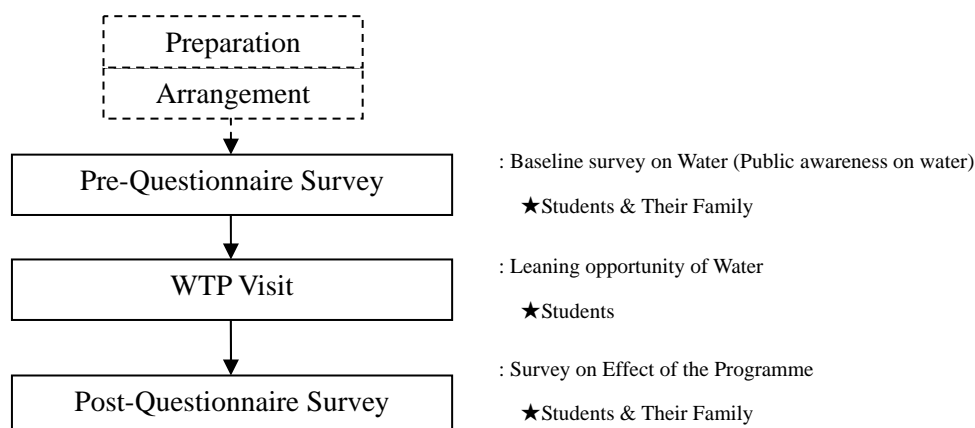 Preparation
Arrangement
Pre-Questionnaire Survey
: Baseline survey on Water (Public awareness on water)
★Students & Their Family
WTP Visit
: Leaning opportunity of Water
★Students
Post-Questionnaire Survey
: Survey on Effect of the Programme
★Students & Their Family